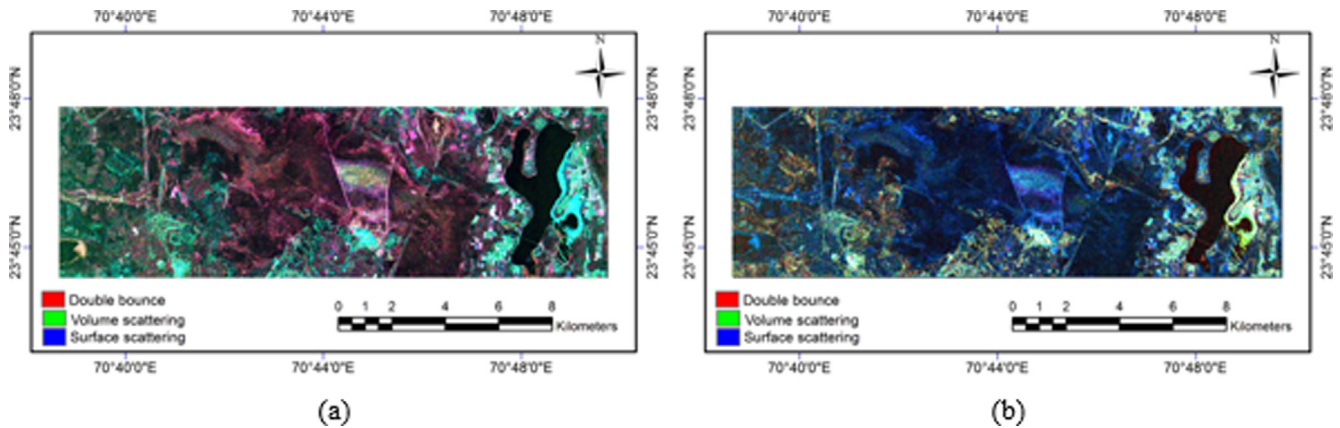 70°40'0"E 70°44'0"E 70°48'0"E
N
23°48'0"N 23°48'0"N
23°45'0"N 23°45'0"N
Double bounce
Volume scattering
Surface scattering
0 1 2 4 6 8
Kilometers
70°40'0"E 70°44'0"E 70°48'0"E
(a)
70°40'0"E 70°44'0"E 70°48'0"E
N
23°48'0"N 23°48'0"N
23°45'0"N 23°45'0"N
Double bounce
Volume scattering
Surface scattering
0 1 2 4 6 8
Kilometers
70°40'0"E 70°44'0"E 70°48'0"E
(b)